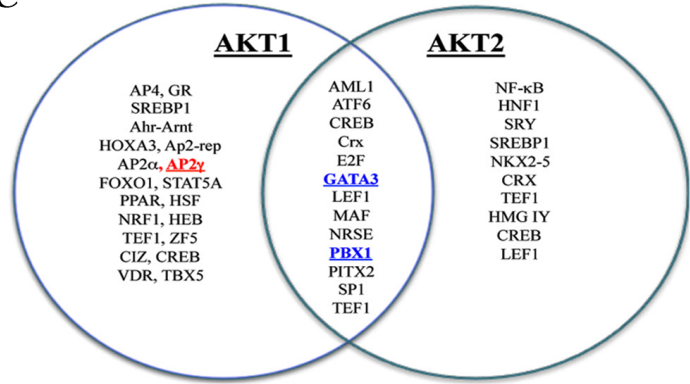 C
AKT1
AKT2
AP4, GR
SREBP1
Ahr-Arnt
HOXA3, Ap2-rep
AP2α, AP2γ
FOXO1, STAT5A
PPAR, HSF
NRF1, HEB
TEF1, ZF5
CIZ, CREB
VDR, TBX5
AML1
ATF6
CREB
Crx
E2F
GATA3
LEF1
MAF
NRSE
PBX1
PITX2
SP1
TEF1
NF-κB
HNF1
SRY
SREBP1
NKX2-5
CRX
TEF1
HMG IY
CREB
LEF1